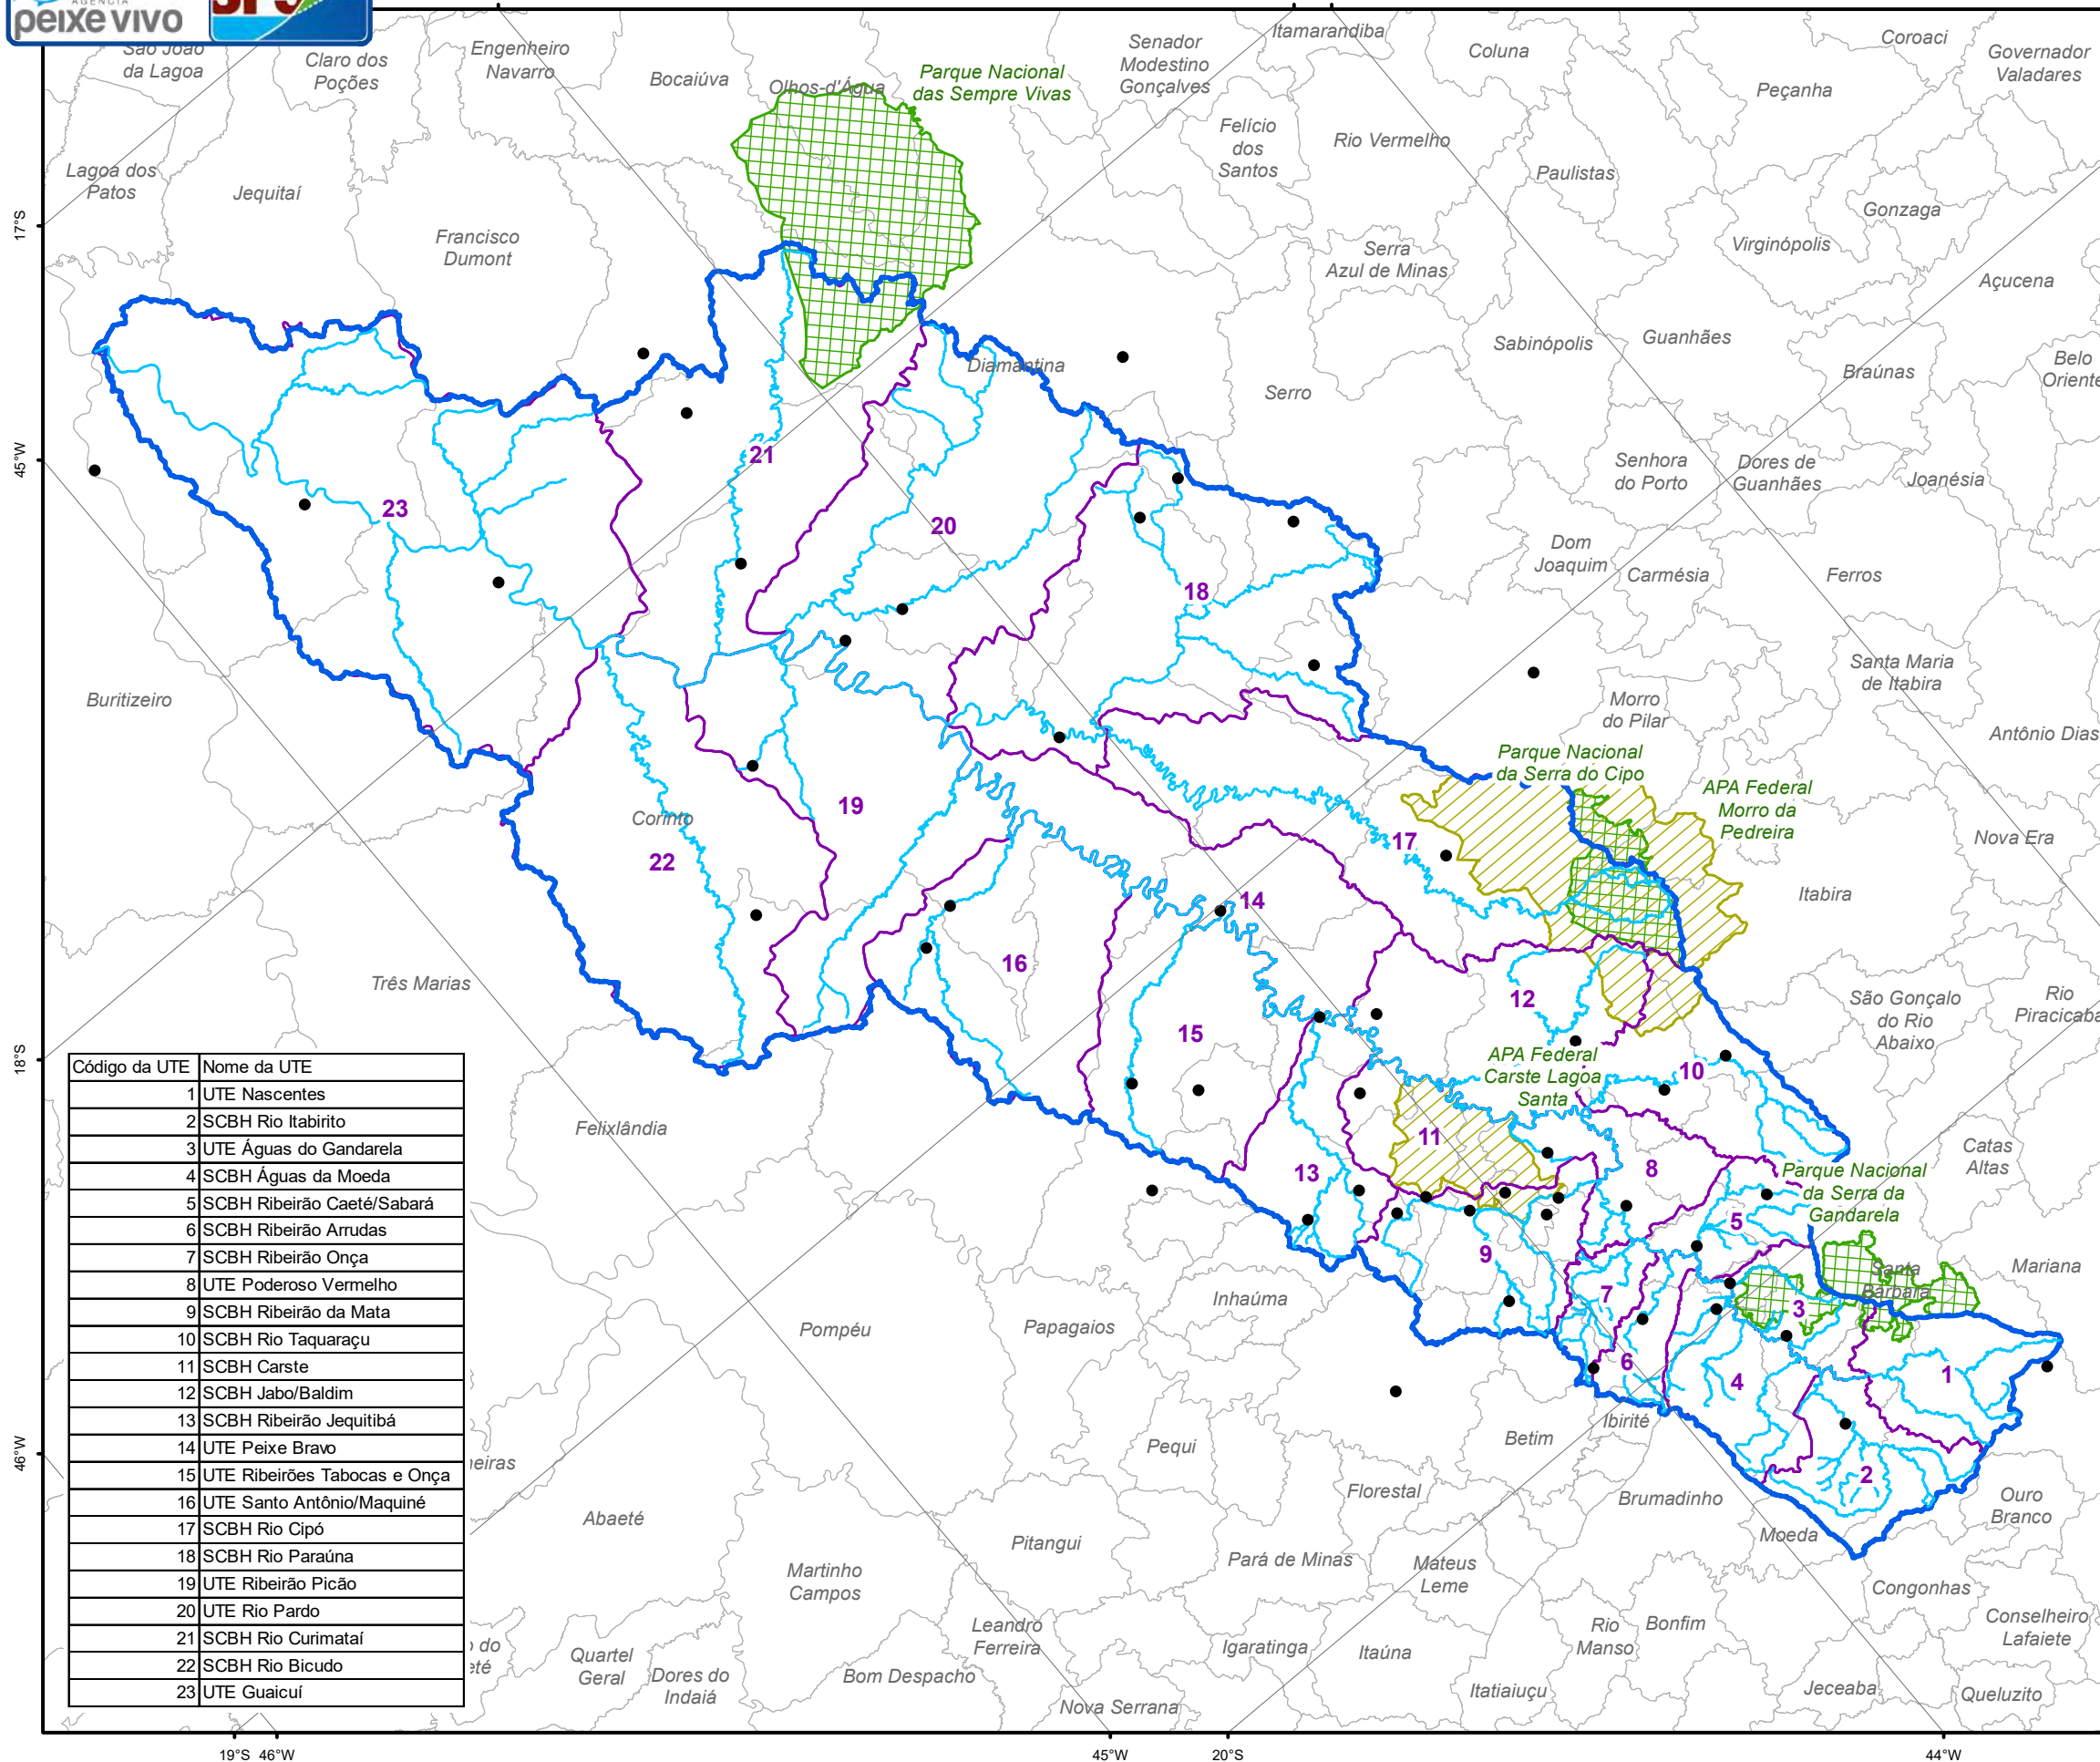 AGÊNCIA
peixe vivo
São João
da Lagoa
Claro dos
Poções
Engenheiro
Navarro
Bocaiúva
Olhos-d'Água
Parque Nacional
das Sempre Vivas
Senador
Modestino
Gonçalves
Itamarandiba
Coluna
Coroaci
Governador
Valadares
Peçanha
Felício
dos
Santos
Rio Vermelho
Paulistas
Lagoa dos
Patos
Jequitaí
Francisco
Dumont
Gonzaga
Virginópolis
Serra
Azul de Minas
Açucena
17°S
Sabinópolis
Guanhães
Belo
Oriente
Braúnas
Diamantina
Serro
45°W
21
Senhora
do Porto
Dores de
Guanhães
Joanésia
23
20
Dom
Joaquim
Carmésia
Ferros
18
Buritizeiro
Santa Maria
de Itabira
Morro
do Pilar
Antônio Dias
Parque Nacional
da Serra do Cipo
APA Federal
Morro da
Pedreira
19
Corinto
22
17
Nova Era
14
Itabira
16
Três Marias
12
São Gonçalo
do Rio
Abaixo
Rio
Piracicaba
15
18°S
APA Federal
Carste Lagoa
Santa
10
11
Felixlândia
Catas
Altas
13
8
Parque Nacional
da Serra da
Gandarela
5
9
Santa
Bárbara
Mariana
7
3
Inhaúma
Pompéu
Papagaios
6
4
1
Ibirité
Betim
Pequi
2
46°W
Florestal
Brumadinho
Ouro
Branco
Abaeté
Moeda
Pitangui
Pará de Minas
Mateus
Leme
Martinho
Campos
Congonhas
Conselheiro
Lafaiete
Leandro
Ferreira
Rio
Manso
Bonfim
Igaratinga
Itaúna
Quartel
Geral
Dores do
Indaiá
Bom Despacho
Nova Serrana
Itatiaiuçu
Jeceaba
Queluzito
Código da UTE Nome da UTE
1 UTE Nascentes
2 SCBH Rio Itabirito
3 UTE Águas do Gandarela
4 SCBH Águas da Moeda
5 SCBH Ribeirão Caeté/Sabará
6 SCBH Ribeirão Arrudas
7 SCBH Ribeirão Onça
8 UTE Poderoso Vermelho
9 SCBH Ribeirão da Mata
10 SCBH Rio Taquaraçu
11 SCBH Carste
12 SCBH Jabo/Baldim
13 SCBH Ribeirão Jequitibá
14 UTE Peixe Bravo
15 UTE Ribeirões Tabocas e Onça
16 UTE Santo Antônio/Maquiné
17 SCBH Rio Cipó
18 SCBH Rio Paraúna
19 UTE Ribeirão Picão
20 UTE Rio Pardo
21 SCBH Rio Curimataí
22 SCBH Rio Bicudo
23 UTE Guaicuí
19°S 46°W
45°W
20°S
44°W